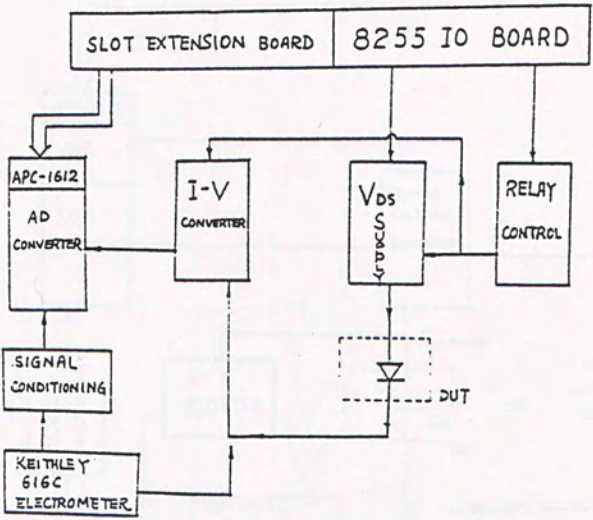 SLOT EXTENSION BOARD
8255 IO BOARD
APC-1612
AD
CONVERTER
I-V
CONVERTER
VDS
SUPPLY
RELAY
CONTROL
DUT
SIGNAL
CONDITIONING
KEITHLEY
616C
ELECTROMETER